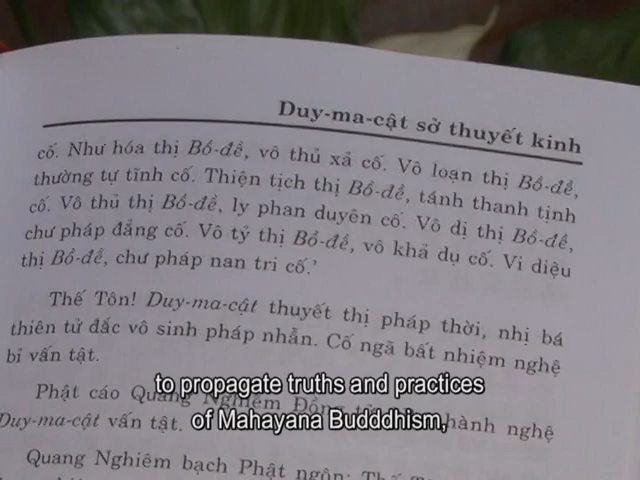 Duy-ma-cật sở thuyết kinh
cố. Như hóa thị Bồ-đề, vô thủ xả cố. Vô loạn thị Bồ-đề,
thường tự tĩnh cố. Thiện tịch thị Bồ-đề, tánh thanh tịnh
cố. Vô thủ thị Bồ-đề, ly phan duyên cố. Vô dị thị Bồ-đề,
chư pháp đẳng cố. Vô tỷ thị Bồ-đề, vô khả dụ cố. Vi diệu
thị Bồ-đề, chư pháp nan tri cố.'
Thế Tôn! Duy-ma-cật thuyết thị pháp thời, nhị bá
thiên tử đắc vô sinh pháp nhẫn. Cố ngã bất nhiệm nghệ
bỉ vấn tật.
to propagate truths and practices
of Mahayana Budddhism,
Phật cáo Quang Nghiêm Đồng hành nghệ
Duy-ma-cật vấn tật.
Quang Nghiêm bạch Phật ngôn: Thế